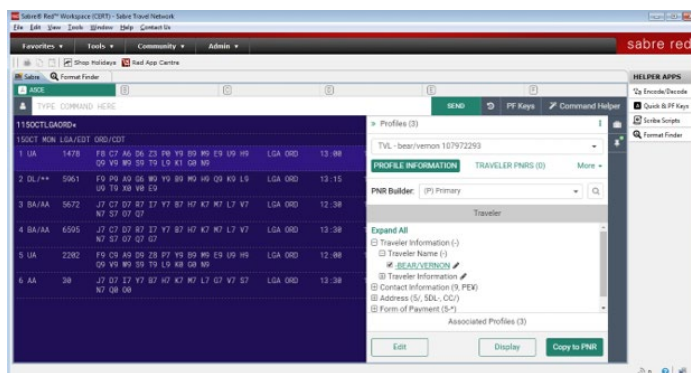 Sabre® Red™ Workspace (CERT) - Sabre Travel Network
File Edit View Tools Window Help Contact Us
Favorites Tools Community Admin
sabre red
Shop Holidays Red App Centre
Sabre Format Finder
HELPER APPS
Encode/Decode
Quick & PF Keys
Scribe Scripts
Format Finder
TYPE COMMAND HERE
SEND PF Keys Command Helper
115OCTLGAORD«
15OCT MON LGA/EDT ORD/CDT
1 UA 1478 F8 C7 A6 D6 Z3 P0 Y9 B9 M9 E9 U9 H9 LGA ORD 13:00
Q9 V9 W9 S9 T9 L9 K1 G0 N9
2 DL/** 5961 F9 P9 A9 G6 W9 Y9 B9 M9 H9 Q9 K9 L9 LGA ORD 13:15
U9 T9 X0 V0 E9
3 BA/AA 5672 J7 C7 D7 R7 I7 Y7 B7 H7 K7 M7 L7 V7 LGA ORD 12:30
N7 S7 O7 Q7
4 BA/AA 6595 J7 C7 D7 R7 I7 Y7 B7 H7 K7 M7 L7 V7 LGA ORD 13:30
N7 S7 O7 Q7 G7
5 UA 2202 F9 C9 A9 D9 Z8 P7 Y9 B9 M9 E9 U9 H9 LGA ORD 12:00
Q9 V9 W9 S9 T9 L9 K0 G0 N9
6 AA 30 J7 D7 I7 Y7 B7 H7 K7 M7 L7 G7 V7 S7 LGA ORD 13:30
N7 Q0 O0
» Profiles (3)
TVL - bear/vernon 107972293
PROFILE INFORMATION TRAVELER PNRS (0) More
PNR Builder: (P) Primary
Traveler
Expand All
Traveler Information (-)
Traveler Name (-)
-BEAR/VERNON
Traveler Information
Contact Information (9, PE¥)
Address (5/, 5DL-, CC/)
Form of Payment (5-*)
Associated Profiles (3)
Edit Display Copy to PNR